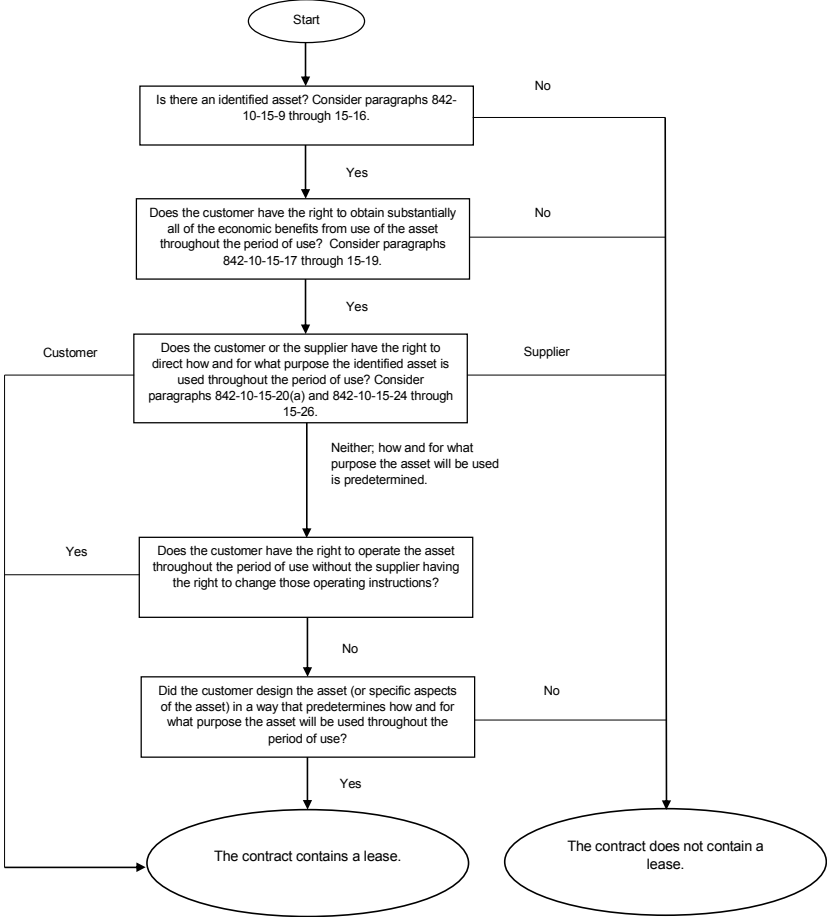 Start
Is there an identified asset? Consider paragraphs 842-
10-15-9 through 15-16.
No
Yes
Does the customer have the right to obtain substantially
all of the economic benefits from use of the asset
throughout the period of use?  Consider paragraphs
842-10-15-17 through 15-19.
No
Yes
Customer
Does the customer or the supplier have the right to
direct how and for what purpose the identified asset is
used throughout the period of use? Consider
paragraphs 842-10-15-20(a) and 842-10-15-24 through
15-26.
Supplier
Neither; how and for what
purpose the asset will be used
is predetermined.
Yes
Does the customer have the right to operate the asset
throughout the period of use without the supplier having
the right to change those operating instructions?
No
Did the customer design the asset (or specific aspects
of the asset) in a way that predetermines how and for
what purpose the asset will be used throughout the
period of use?
No
Yes
The contract contains a lease.
The contract does not contain a
lease.